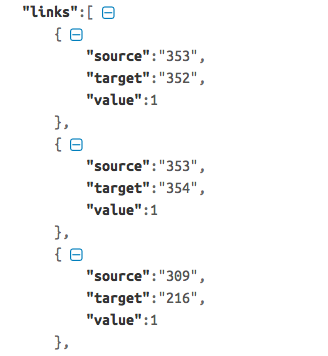 "links":[
{
"source":"353",
"target":"352",
"value":1
},
{
"source":"353",
"target":"354",
"value":1
},
{
"source":"309",
"target":"216",
"value":1
},